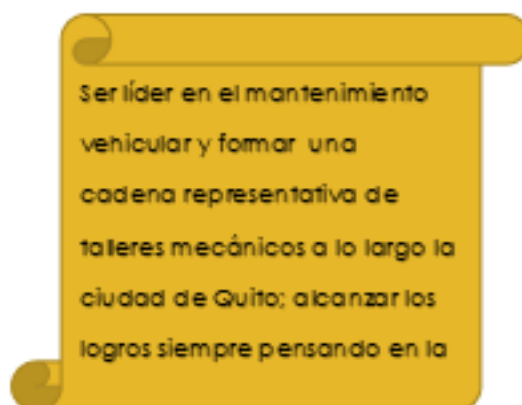 Ser líder en el mantenimiento
vehicular y formar una
cadena representativa de
talleres mecánicos a lo largo la
ciudad de Quito; alcanzar los
logros siempre pensando en la